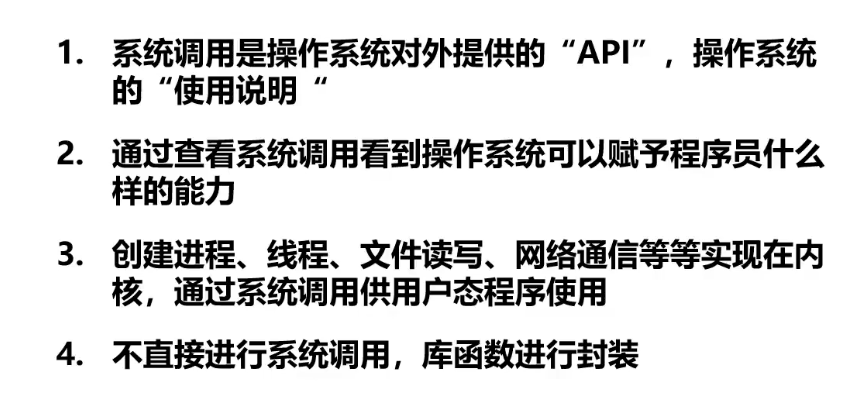 1. 系统调用是操作系统对外提供的“API”，操作系统
的“使用说明“
2. 通过查看系统调用看到操作系统可以赋予程序员什么
样的能力
3. 创建进程、线程、文件读写、网络通信等等实现在内
核，通过系统调用供用户态程序使用
4. 不直接进行系统调用，库函数进行封装